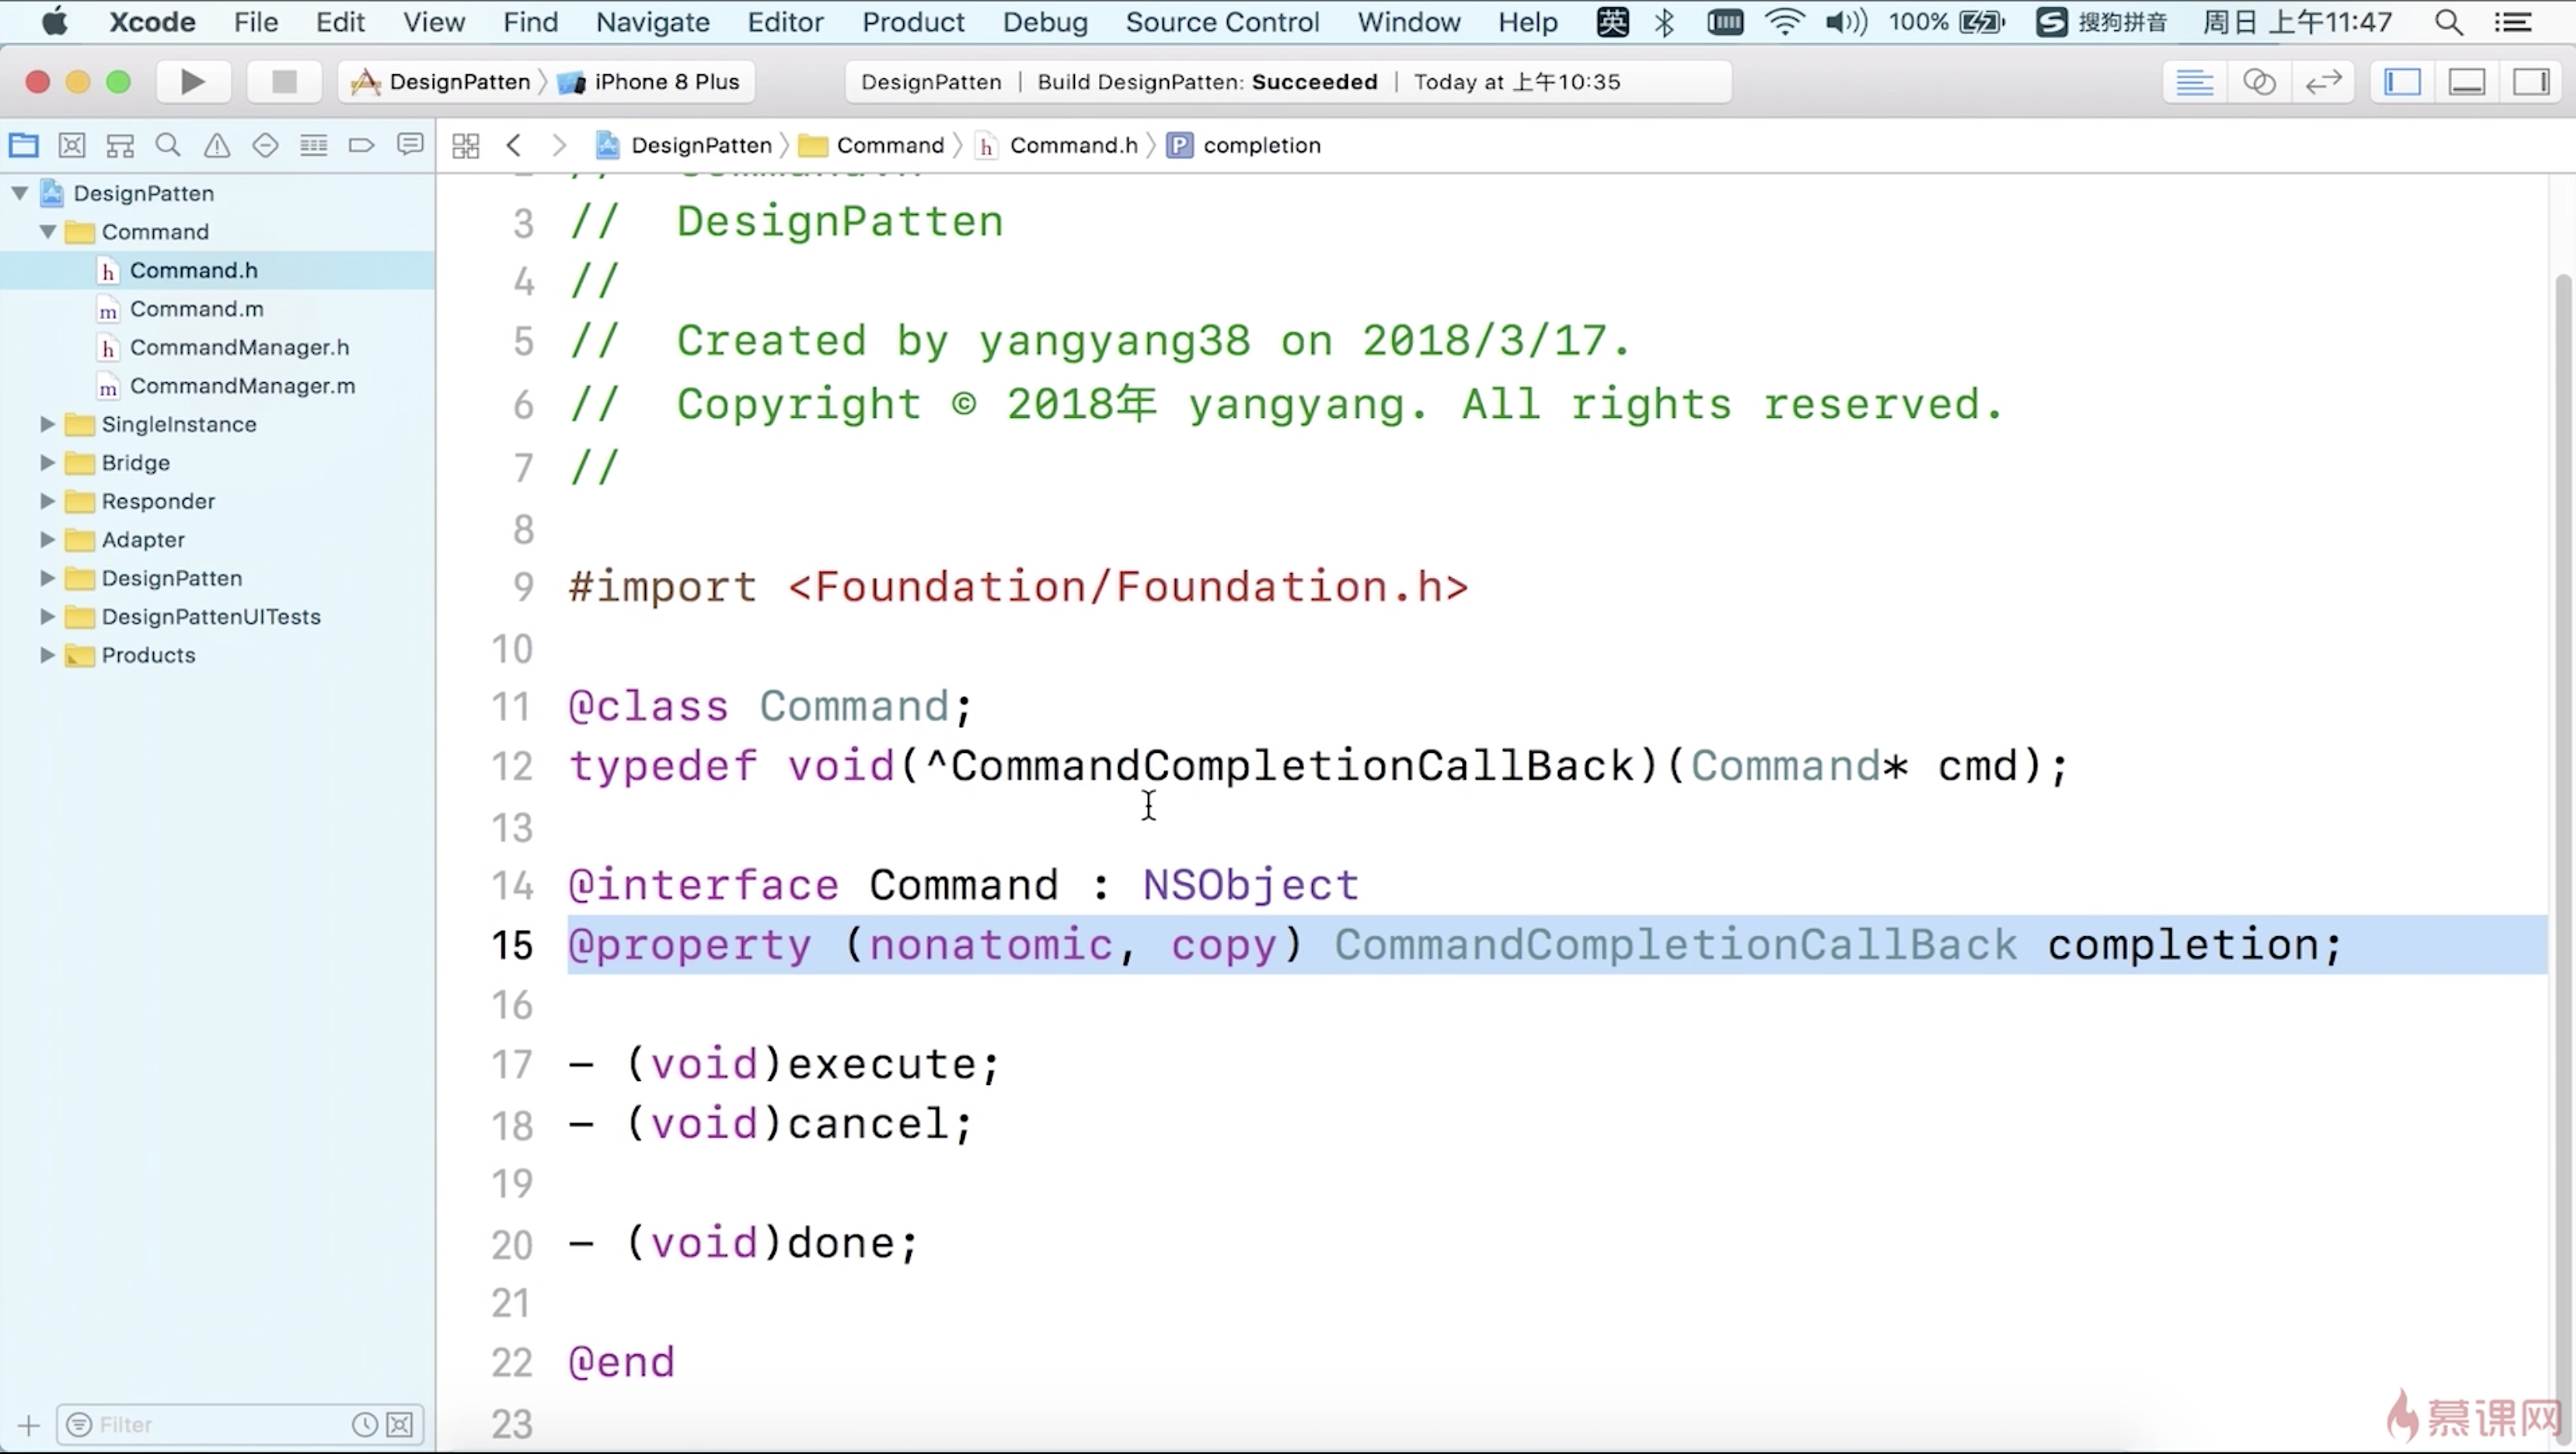 Xcode File Edit View Find Navigate Editor Product Debug Source Control Window Help 英 100% 搜狗拼音 周日 上午11:47
DesignPatten iPhone 8 Plus DesignPatten | Build DesignPatten: Succeeded | Today at 上午10:35
DesignPatten Command Command.h completion
DesignPatten
Command
Command.h
Command.m
CommandManager.h
CommandManager.m
SingleInstance
Bridge
Responder
Adapter
DesignPatten
DesignPattenUITests
Products
Filter
3 // DesignPatten
4 //
5 // Created by yangyang38 on 2018/3/17.
6 // Copyright © 2018年 yangyang. All rights reserved.
7 //
8
9 #import <Foundation/Foundation.h>
10
11 @class Command;
12 typedef void(^CommandCompletionCallBack)(Command* cmd);
13
14 @interface Command : NSObject
15 @property (nonatomic, copy) CommandCompletionCallBack completion;
16
17 - (void)execute;
18 - (void)cancel;
19
20 - (void)done;
21
22 @end
23
慕课网